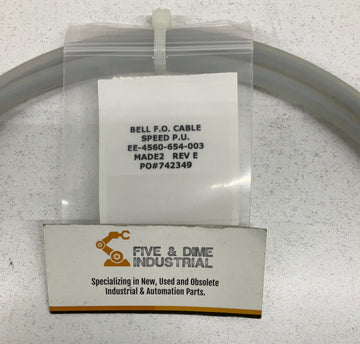 BELL F.O. CABLE
SPEED P.U.
EE-4560-654-003
MADE2 REV E
PO#742349
FIVE & DIME
INDUSTRIAL
Specializing in New, Used and Obsolete
Industrial & Automation Parts.